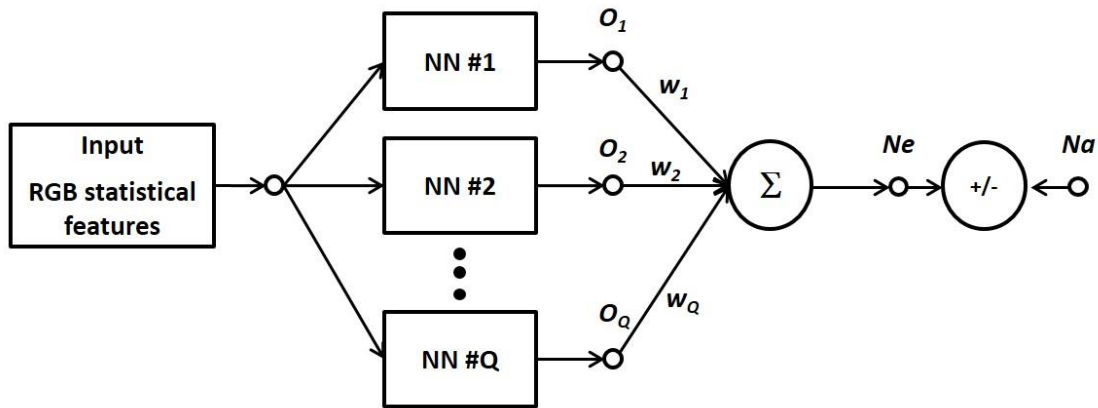 Input
RGB statistical
features
NN #1
NN #2
NN #Q
O1
O2
OQ
w1
w2
wQ
Σ
Ne
+/-
Na